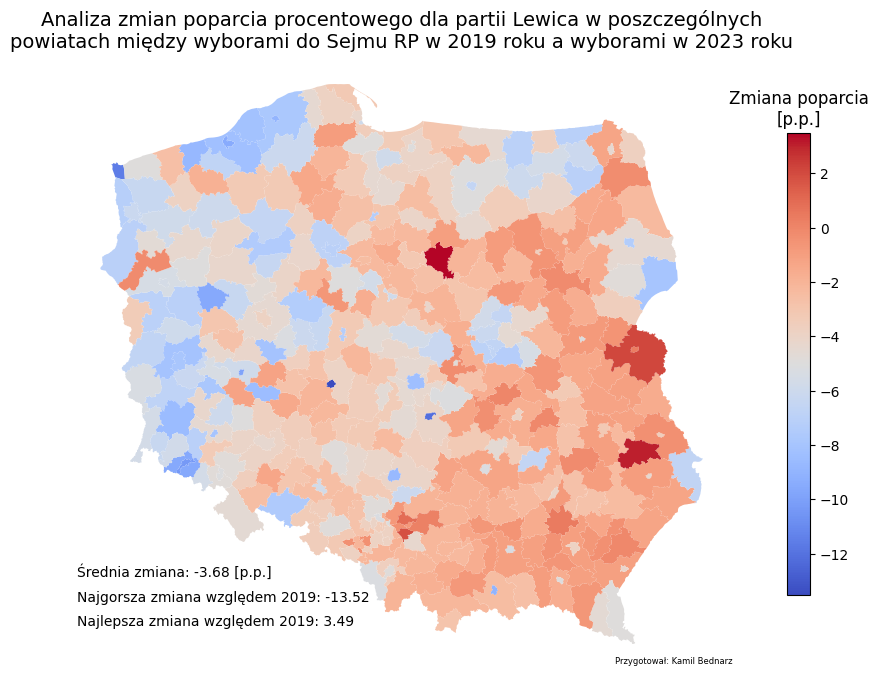 Analiza zmian poparcia procentowego dla partii Lewica w poszczególnych
powiatach między wyborami do Sejmu RP w 2019 roku a wyborami w 2023 roku
Zmiana poparcia
[p.p.]
2
0
−2
−4
−6
−8
−10
−12
Średnia zmiana: -3.68 [p.p.]
Najgorsza zmiana względem 2019: -13.52
Najlepsza zmiana względem 2019: 3.49
Przygotował: Kamil Bednarz